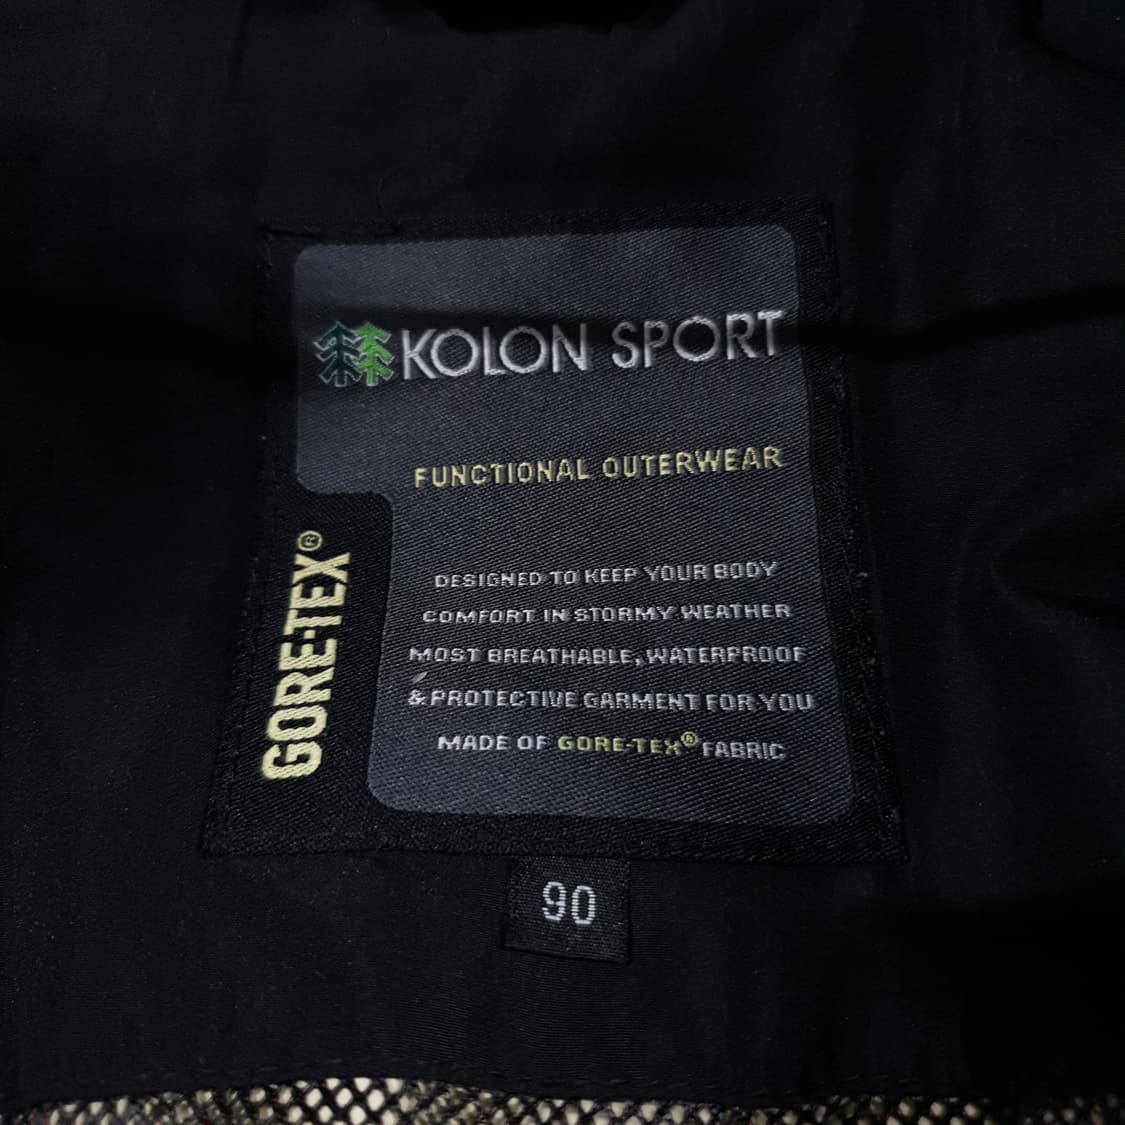 KOLON SPORT
FUNCTIONAL OUTERWEAR
GORE-TEX®
DESIGNED TO KEEP YOUR BODY
COMFORT IN STORMY WEATHER
MOST BREATHABLE, WATERPROOF
& PROTECTIVE GARMENT FOR YOU
MADE OF GORE-TEX® FABRIC
90